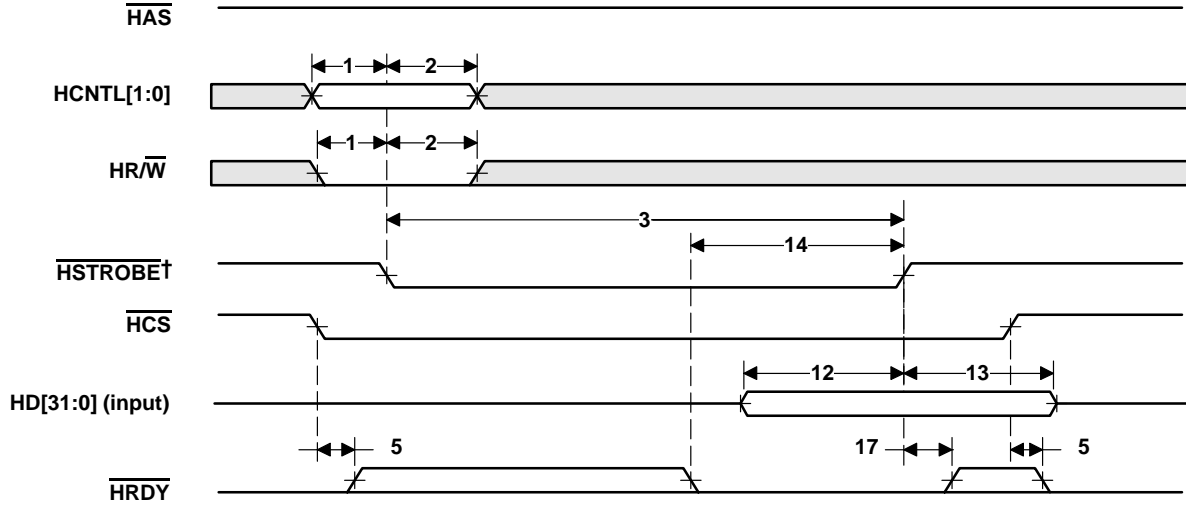 HAS
1 2
HCNTL[1:0]
1 2
HR/W
3
14
HSTROBE†
HCS
12 13
HD[31:0] (input)
5 17 5
HRDY